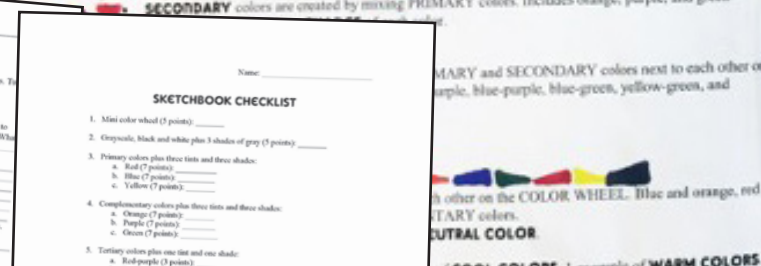 SECONDARY colors are created by mixing PRIMARY colors. Includes orange, purple, and green
color.
Name:
SKETCHBOOK CHECKLIST
MARY and SECONDARY colors next to each other o
urple, blue-purple, blue-green, yellow-green, and
1. Mini color wheel (5 points):
2. Grayscale, black and white plus 3 shades of gray (5 points):
3. Primary colors plus three tints and three shades:
a. Red (7 points):
b. Blue (7 points):
c. Yellow (7 points):
4. Complementary colors plus three tints and three shades:
a. Orange (7 points):
b. Purple (7 points):
c. Green (7 points):
5. Tertiary colors plus one tint and one shade:
a. Red-purple (3 points):
h other on the COLOR WHEEL. Blue and orange, red
TARY colors.
EUTRAL COLOR.
COOL COLORS. A example of WARM COLORS